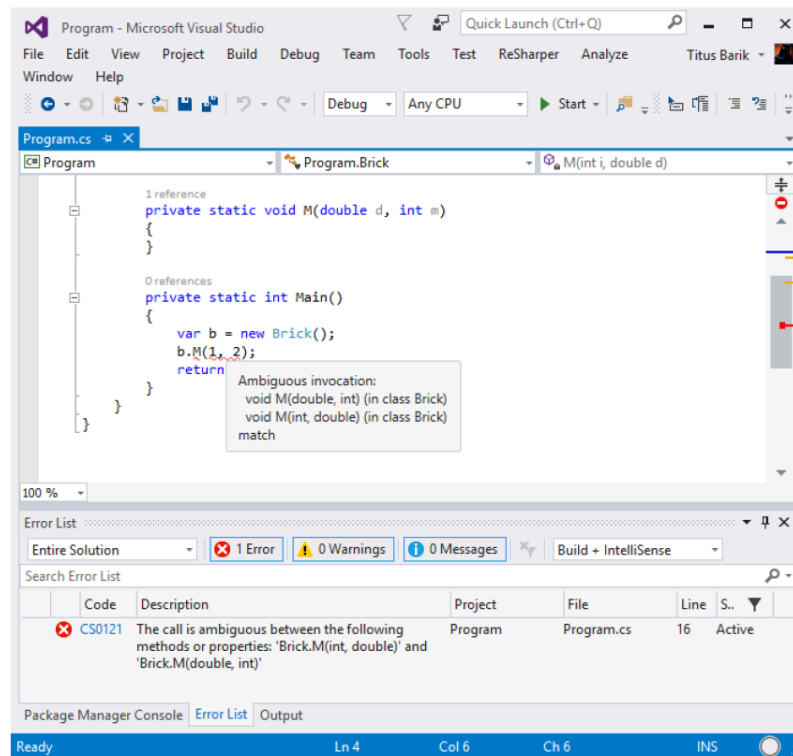 Program - Microsoft Visual Studio
Quick Launch (Ctrl+Q)
File Edit View Project Build Debug Team Tools Test ReSharper Analyze Titus Barik
Window Help
Debug Any CPU Start
Program.cs
C# Program Program.Brick M(int i, double d)
1 reference
private static void M(double d, int m)
{
}
0 references
private static int Main()
{
var b = new Brick();
b.M(1, 2);
return
}
}
}
Ambiguous invocation:
void M(double, int) (in class Brick)
void M(int, double) (in class Brick)
match
100 %
Error List
Entire Solution 1 Error 0 Warnings 0 Messages Build + IntelliSense
Search Error List
Code Description Project File Line S..
CS0121 The call is ambiguous between the following Program Program.cs 16 Active
methods or properties: 'Brick.M(int, double)' and
'Brick.M(double, int)'
Package Manager Console Error List Output
Ready Ln 4 Col 6 Ch 6 INS